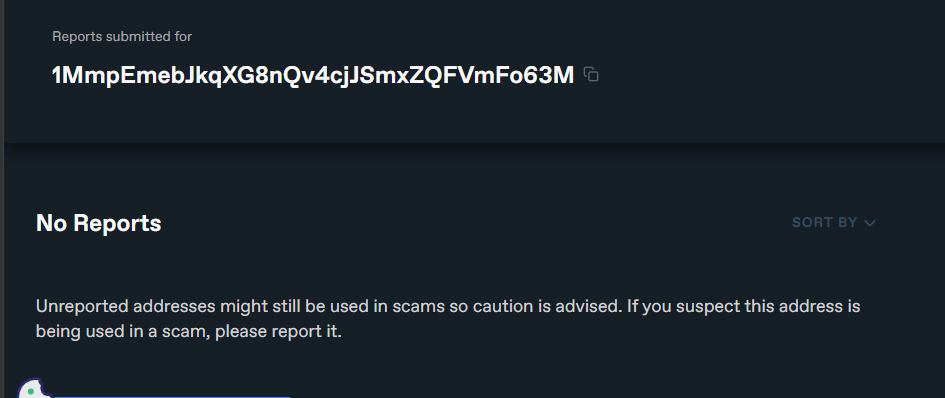 Reports submitted for
1MmpEmebJkqXG8nQv4cjJSmxZQFVmFo63M
No Reports
SORT BY
Unreported addresses might still be used in scams so caution is advised. If you suspect this address is
being used in a scam, please report it.